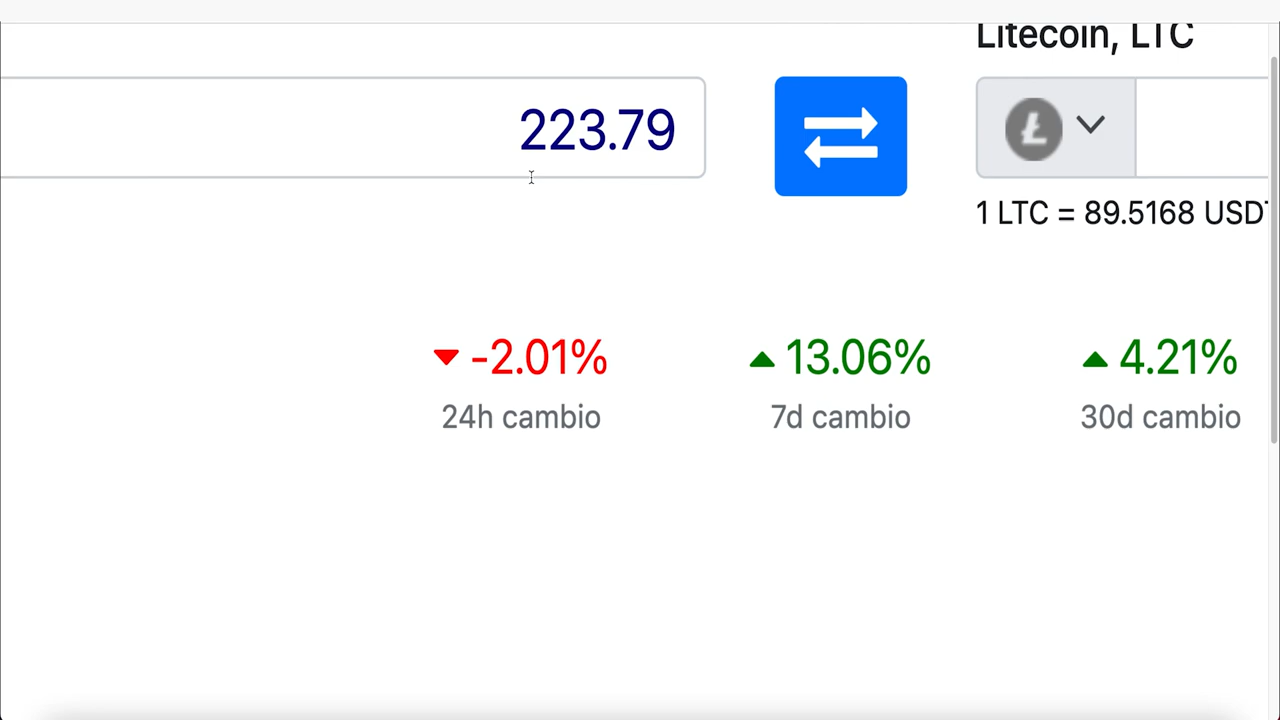 Litecoin, LTC
223.79
1 LTC = 89.5168 USDT
-2.01% 13.06% 4.21%
24h cambio 7d cambio 30d cambio